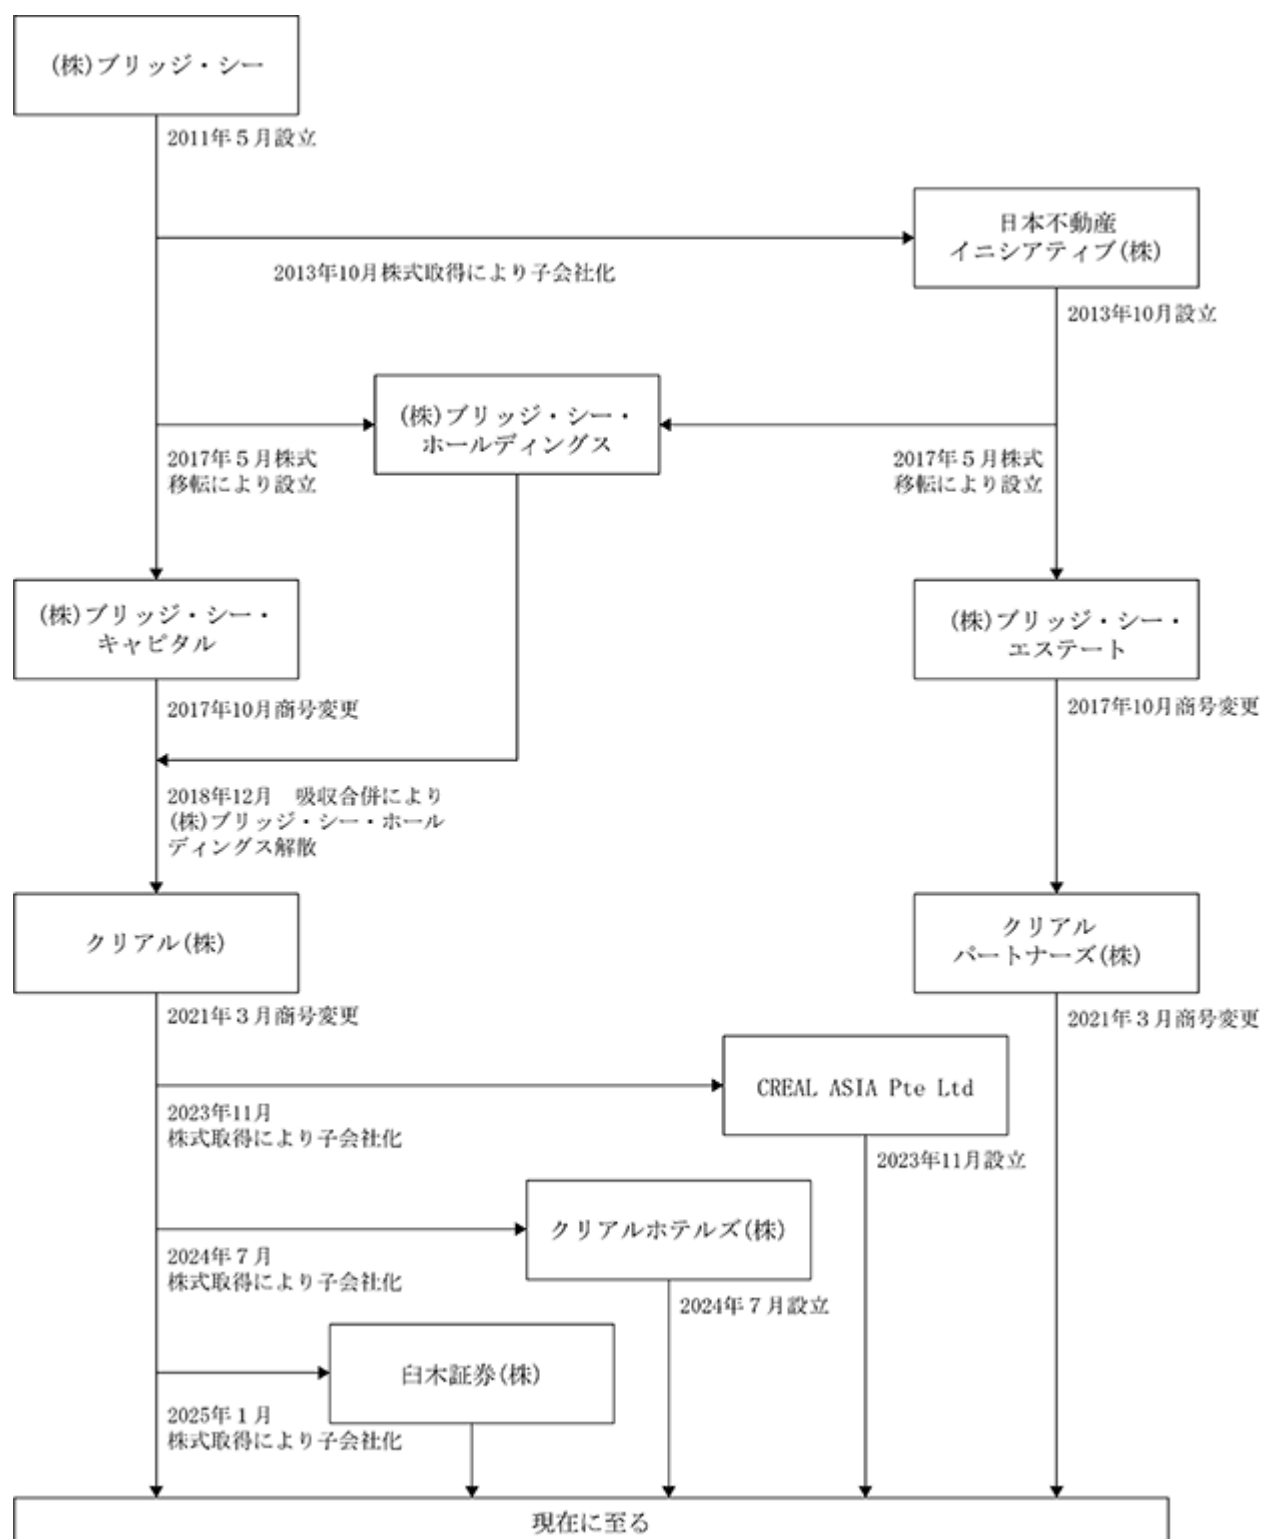 (株)ブリッジ・シー
2011年５月設立
日本不動産
イニシアティブ(株)
2013年10月株式取得により子会社化
2013年10月設立
(株)ブリッジ・シー・
ホールディングス
2017年５月株式
移転により設立
2017年５月株式
移転により設立
(株)ブリッジ・シー・
キャピタル
(株)ブリッジ・シー・
エステート
2017年10月商号変更
2017年10月商号変更
2018年12月　吸収合併により
(株)ブリッジ・シー・ホール
ディングス解散
クリアル(株)
クリアル
パートナーズ(株)
2021年３月商号変更
2021年３月商号変更
CREAL ASIA Pte Ltd
2023年11月
株式取得により子会社化
2023年11月設立
クリアルホテルズ(株)
2024年７月
株式取得により子会社化
2024年７月設立
臼木証券(株)
2025年１月
株式取得により子会社化
現在に至る